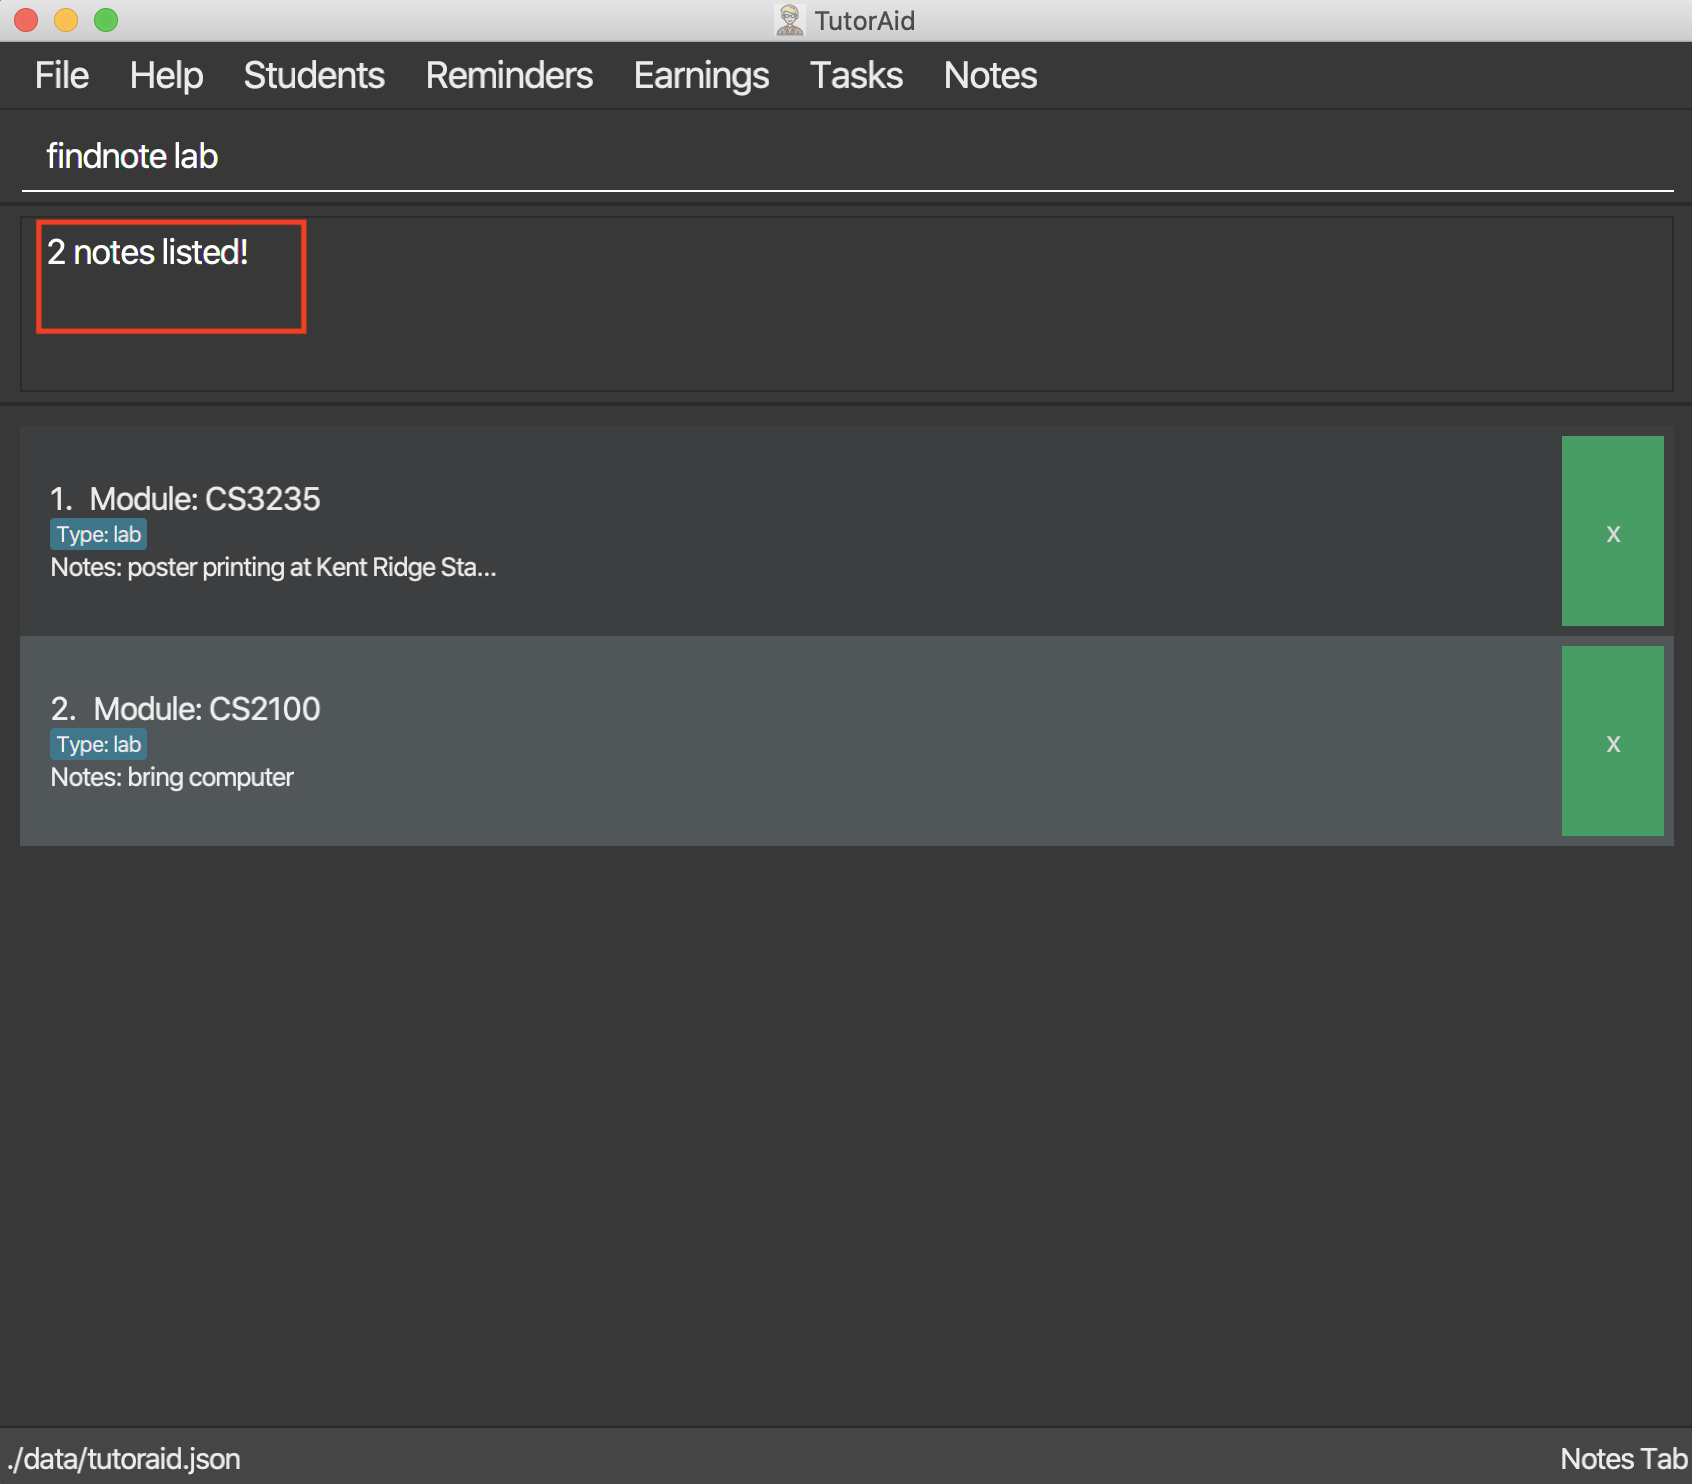 TutorAid
File Help Students Reminders Earnings Tasks Notes
findnote lab
2 notes listed!
1. Module: CS3235
Type: lab
Notes: poster printing at Kent Ridge Sta...
x
2. Module: CS2100
Type: lab
Notes: bring computer
x
./data/tutoraid.json
Notes Tab